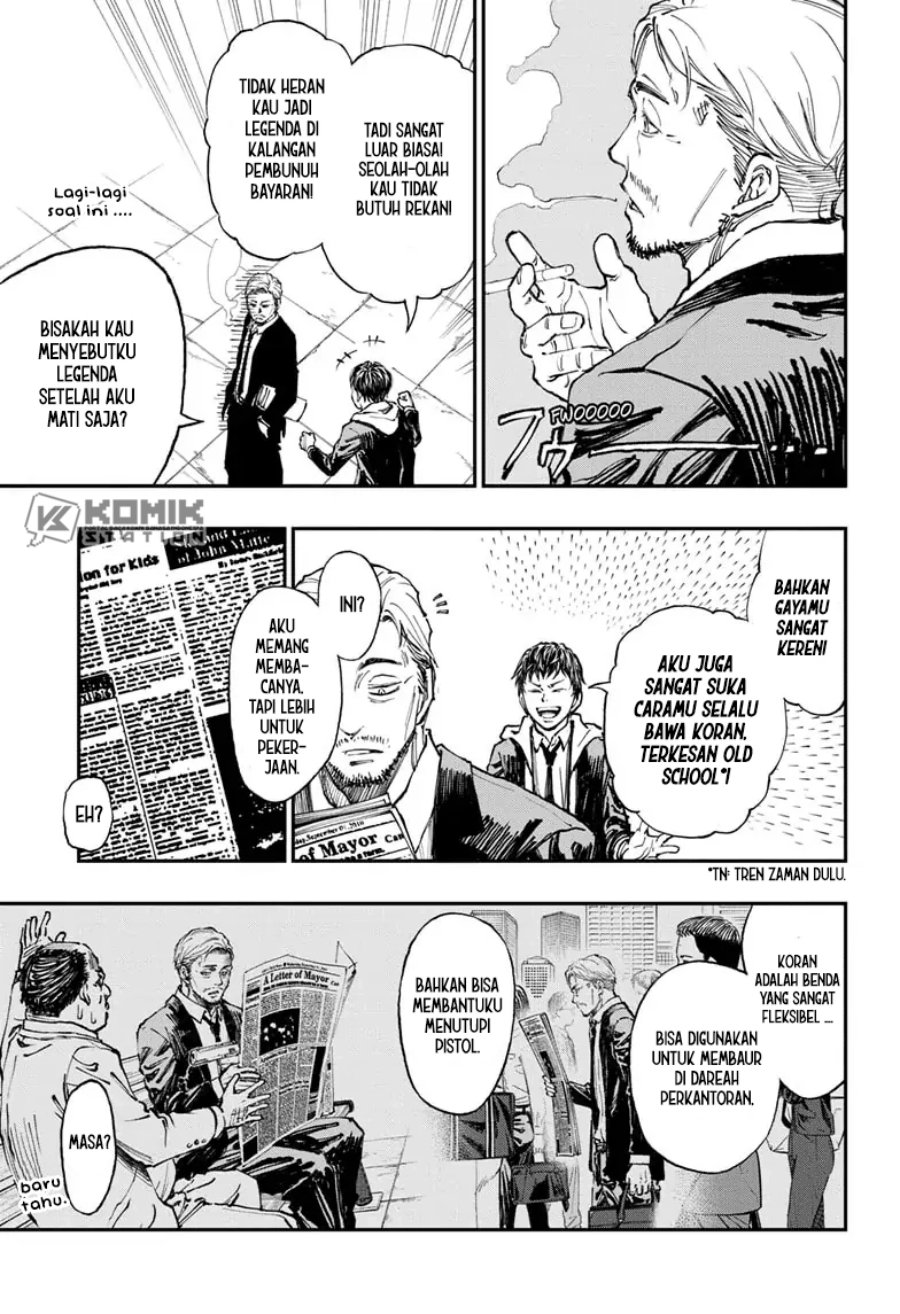 FWOOOOO
フゥー
TADI SANGAT
LUAR BIASA!
SEOLAH-OLAH
KAU TIDAK
BUTUH REKAN!
TIDAK HERAN
KAU JADI
LEGENDA DI
KALANGAN
PEMBUNUH
BAYARAN!
Lagi-lagi
soal ini ....
BISAKAH KAU
MENYEBUTKU
LEGENDA
SETELAH AKU
MATI SAJA?
KOMIK
STATION
BAHKAN
GAYAMU
SANGAT
KEREN!
AKU JUGA
SANGAT SUKA
CARAMU SELALU
BAWA KORAN,
TERKESAN OLD
SCHOOL*!
INI?
AKU
MEMANG
MEMBA-
CANYA,
TAPI LEBIH
UNTUK
PEKER-
JAAN.
of Mayor
ion for Kids
of John Matte
EH?
*TN: TREN ZAMAN DULU.
KORAN
ADALAH BENDA
YANG SANGAT
FLEKSIBEL ...
BISA DIGUNAKAN
UNTUK MEMBAUR
DI DAREAH
PERKANTORAN,
BAHKAN BISA
MEMBANTUKU
MENUTUPI
PISTOL.
A Letter of Mayor
MASA?
baru
tahu.